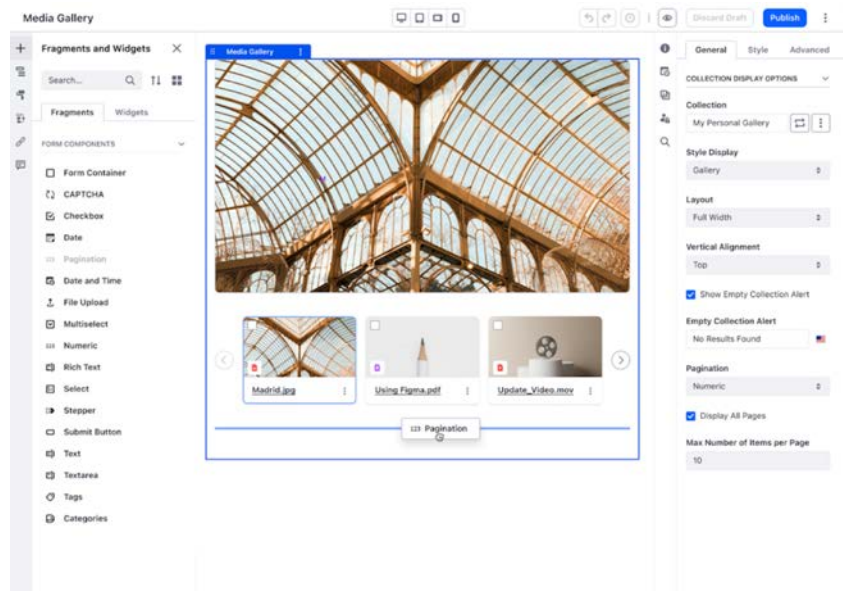 Media Gallery
Discard Draft
Publish
Fragments and Widgets
Search...
Fragments
Widgets
FORM COMPONENTS
Form Container
CAPTCHA
Checkbox
Date
Pagination
Date and Time
File Upload
Multiselect
123 Numeric
Rich Text
Select
Stepper
Submit Button
Text
Textarea
Tags
Categories
Media Gallery
Madrid.jpg
Using Figma.pdf
Update_Video.mov
123 Pagination
General
Style
Advanced
COLLECTION DISPLAY OPTIONS
Collection
My Personal Gallery
Style Display
Gallery
Layout
Full Width
Vertical Alignment
Top
Show Empty Collection Alert
Empty Collection Alert
No Results Found
Pagination
Numeric
Display All Pages
Max Number of Items per Page
10